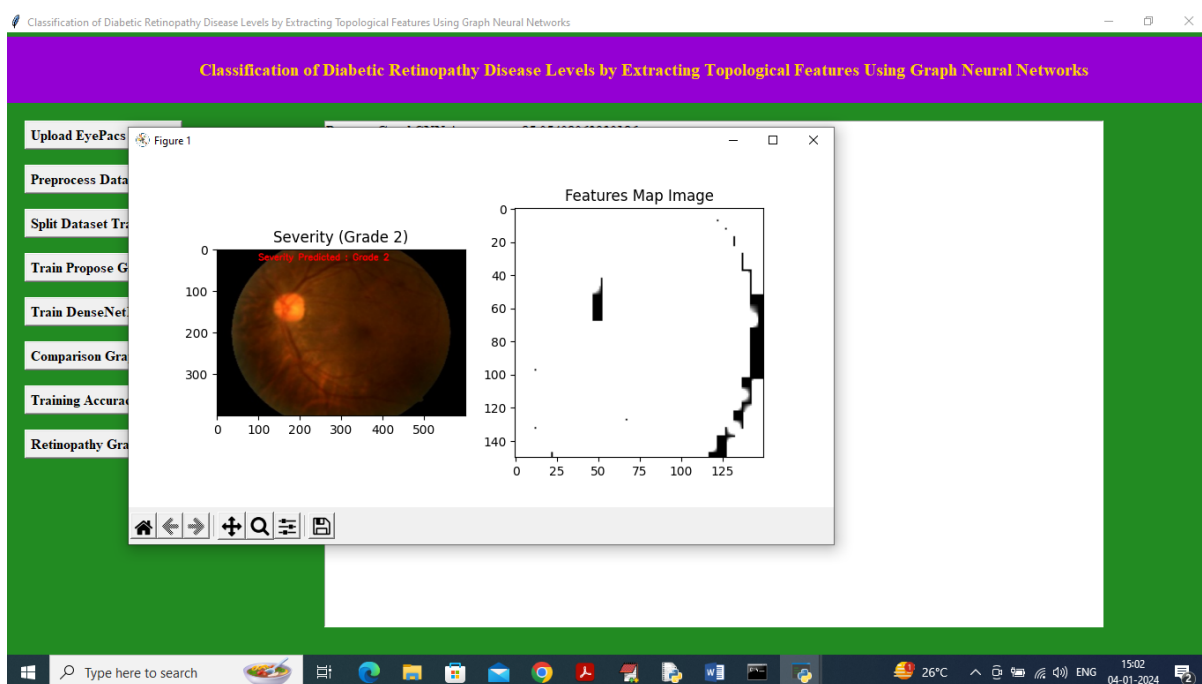 Classification of Diabetic Retinopathy Disease Levels by Extracting Topological Features Using Graph Neural Networks
Classification of Diabetic Retinopathy Disease Levels by Extracting Topological Features Using Graph Neural Networks
Upload EyePacs
Preprocess Data
Split Dataset Tra
Train Propose G
Train DenseNet
Comparison Gra
Training Accurac
Retinopathy Gra
Figure 1
Severity (Grade 2)
Severity Predicted : Grade 2
0
100
200
300
0 100 200 300 400 500
Features Map Image
0
20
40
60
80
100
120
140
0 25 50 75 100 125
Type here to search
26°C
ENG
15:02
04-01-2024
2